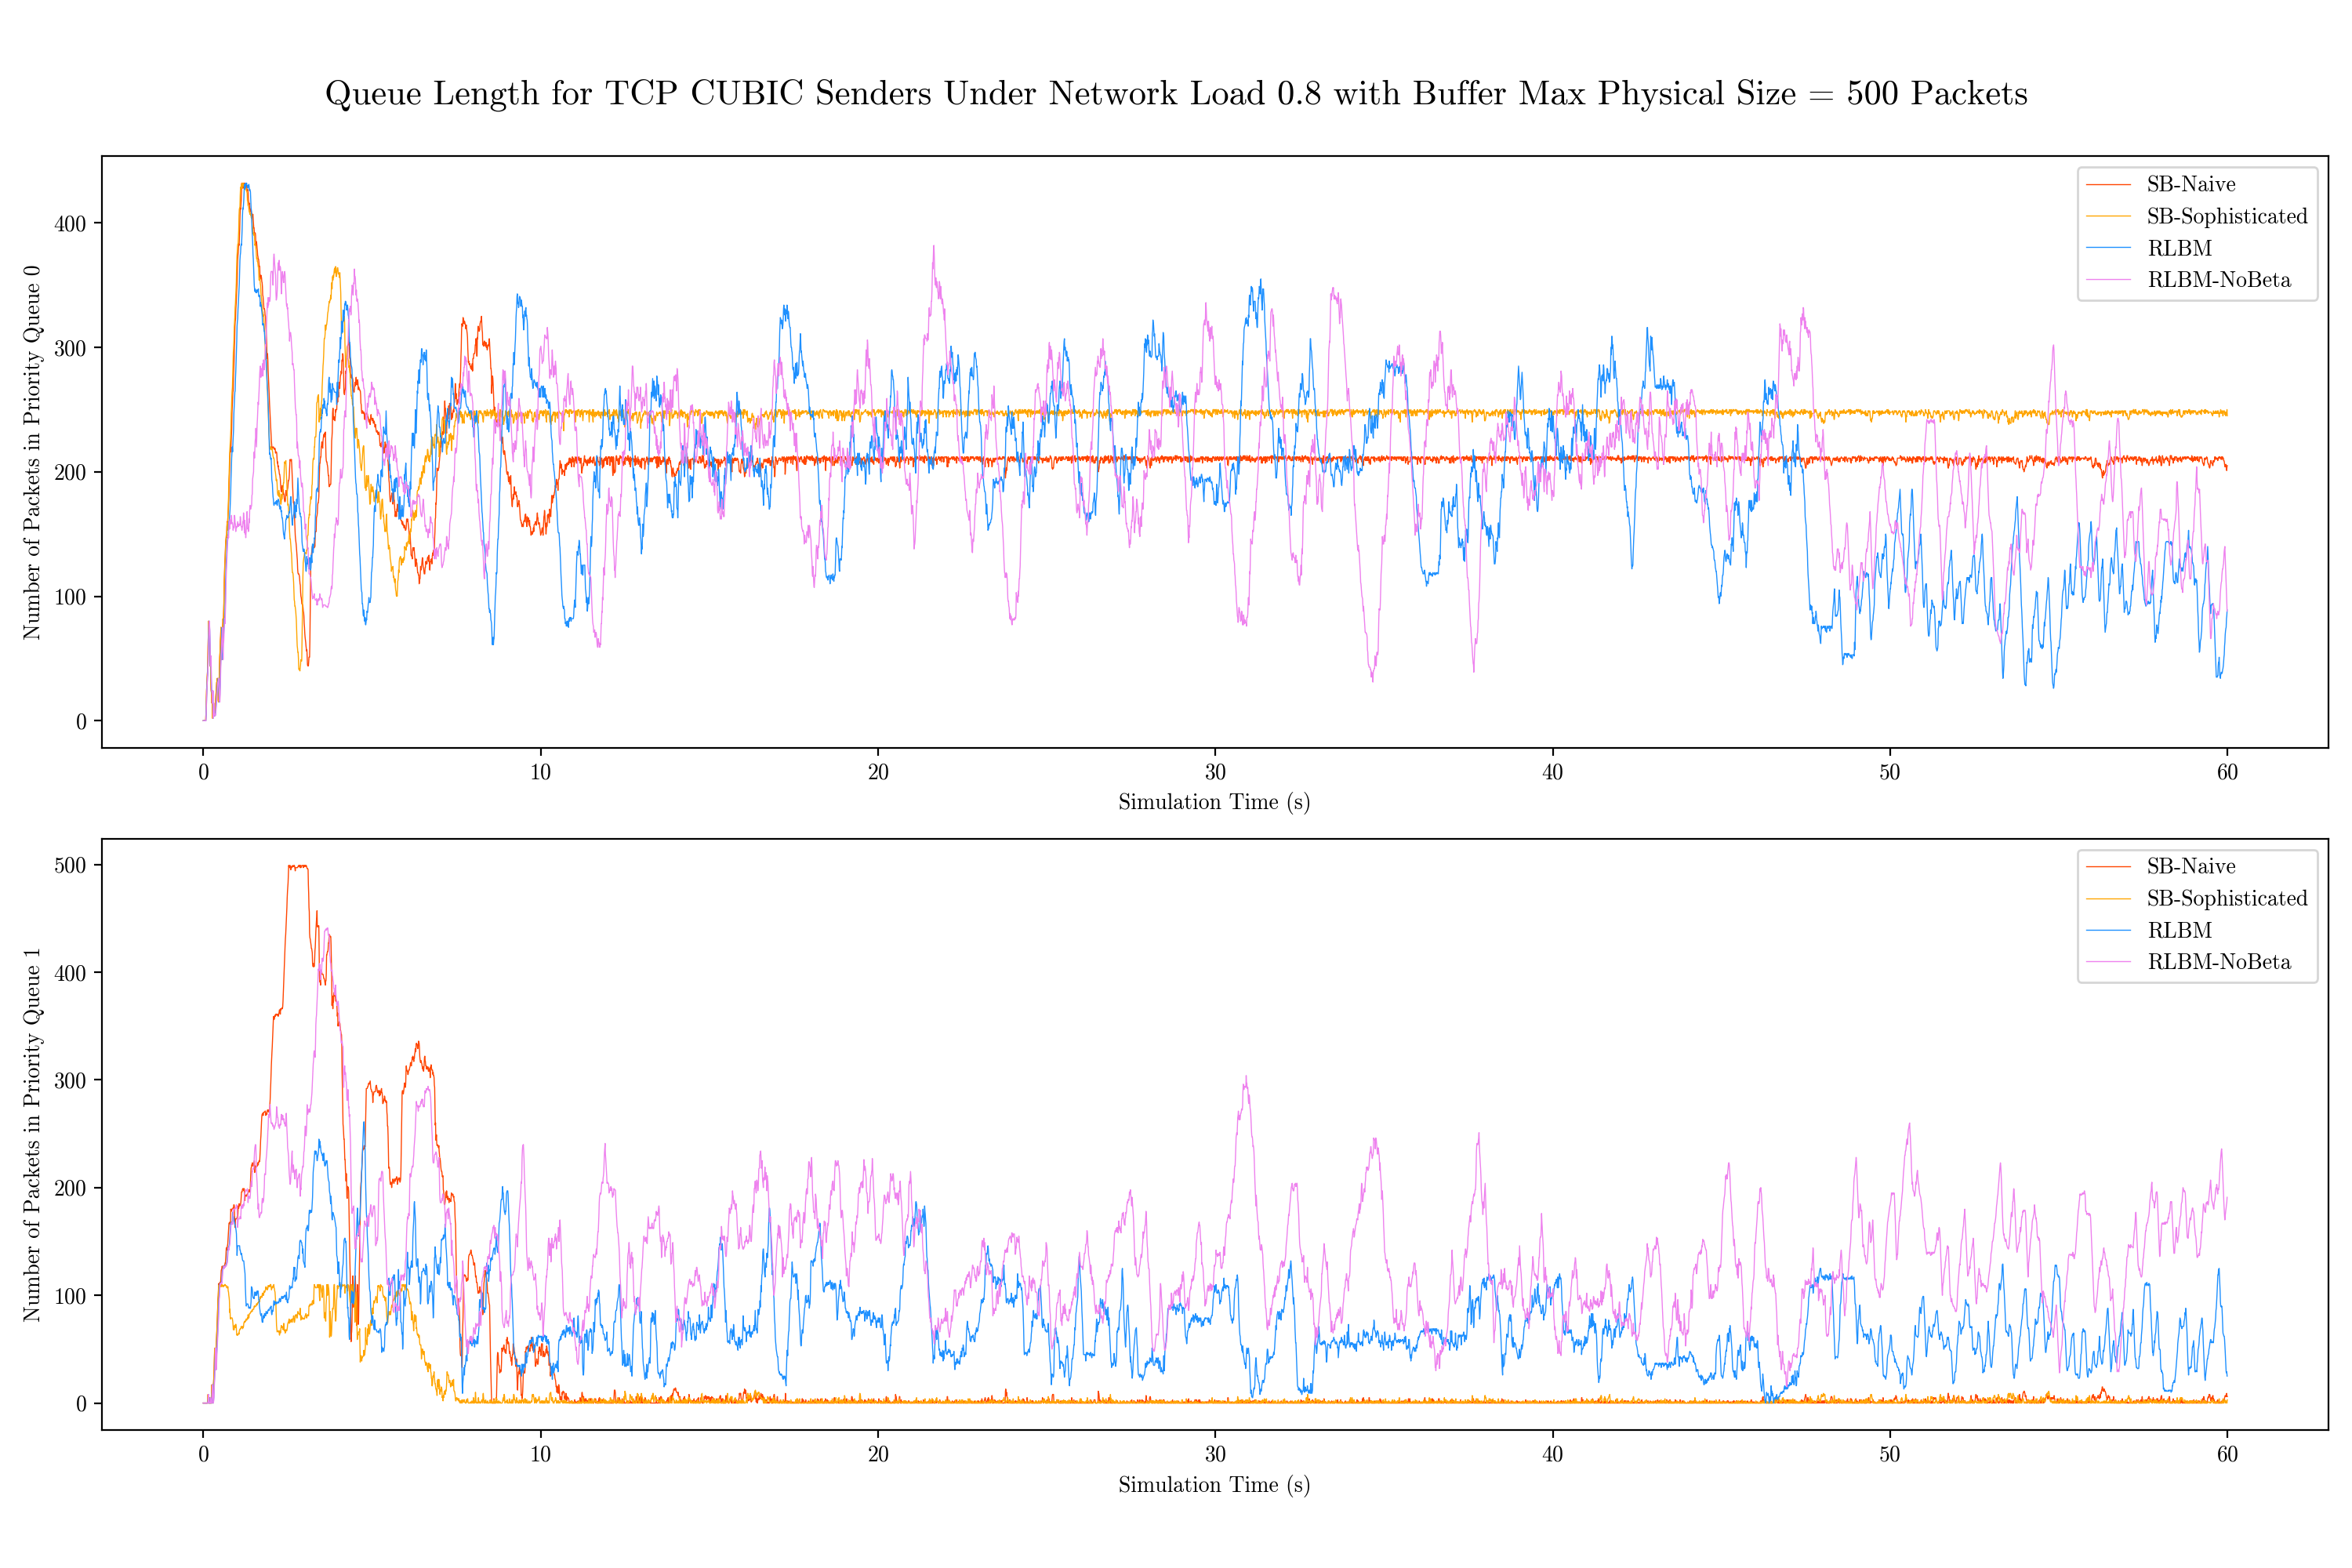 Queue Length for TCP CUBIC Senders Under Network Load 0.8 with Buffer Max Physical Size = 500 Packets
Number of Packets in Priority Queue 0
400
300
200
100
0
SB-Naive
SB-Sophisticated
RLBM
RLBM-NoBeta
0 10 20 30 40 50 60
Simulation Time (s)
Number of Packets in Priority Queue 1
500
400
300
200
100
0
SB-Naive
SB-Sophisticated
RLBM
RLBM-NoBeta
0 10 20 30 40 50 60
Simulation Time (s)